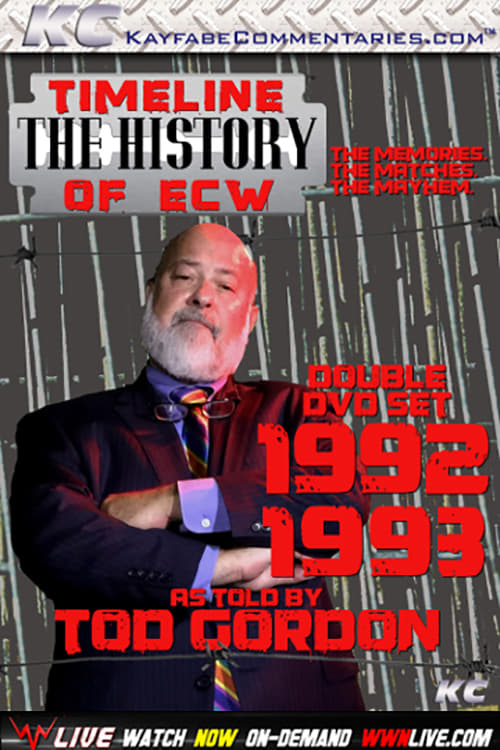 KC KAYFABECOMMENTARIES.COM™
TIMELINE
THE HISTORY
OF ECW
THE MEMORIES.
THE MATCHES.
THE MAYHEM.
DOUBLE
DVD SET
1992
1993
AS TOLD BY
TOD GORDON
KC
LIVE WATCH NOW ON-DEMAND WWNLIVE.COM